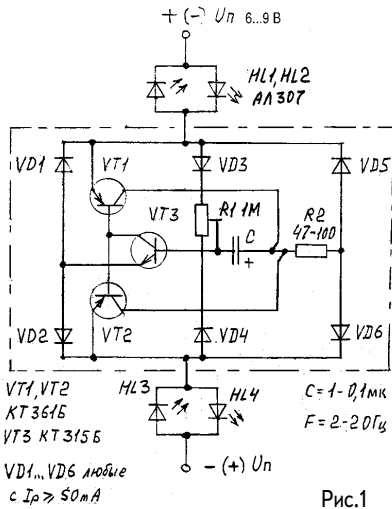 + (-) Uп 6...9 В
HL1, HL2
АЛ307
VD1
VT1
VD3
VD5
VT3
R1 1М
C
+
R2
47-100
VD2
VT2
VD4
VD6
HL3
HL4
VT1, VT2
КТ361Б
VT3 КТ315Б
VD1... VD6 любые
с Iр ≥ 50mA
C=1-0,1мк
F=2-20Гц
- (+) Uп
Рис.1